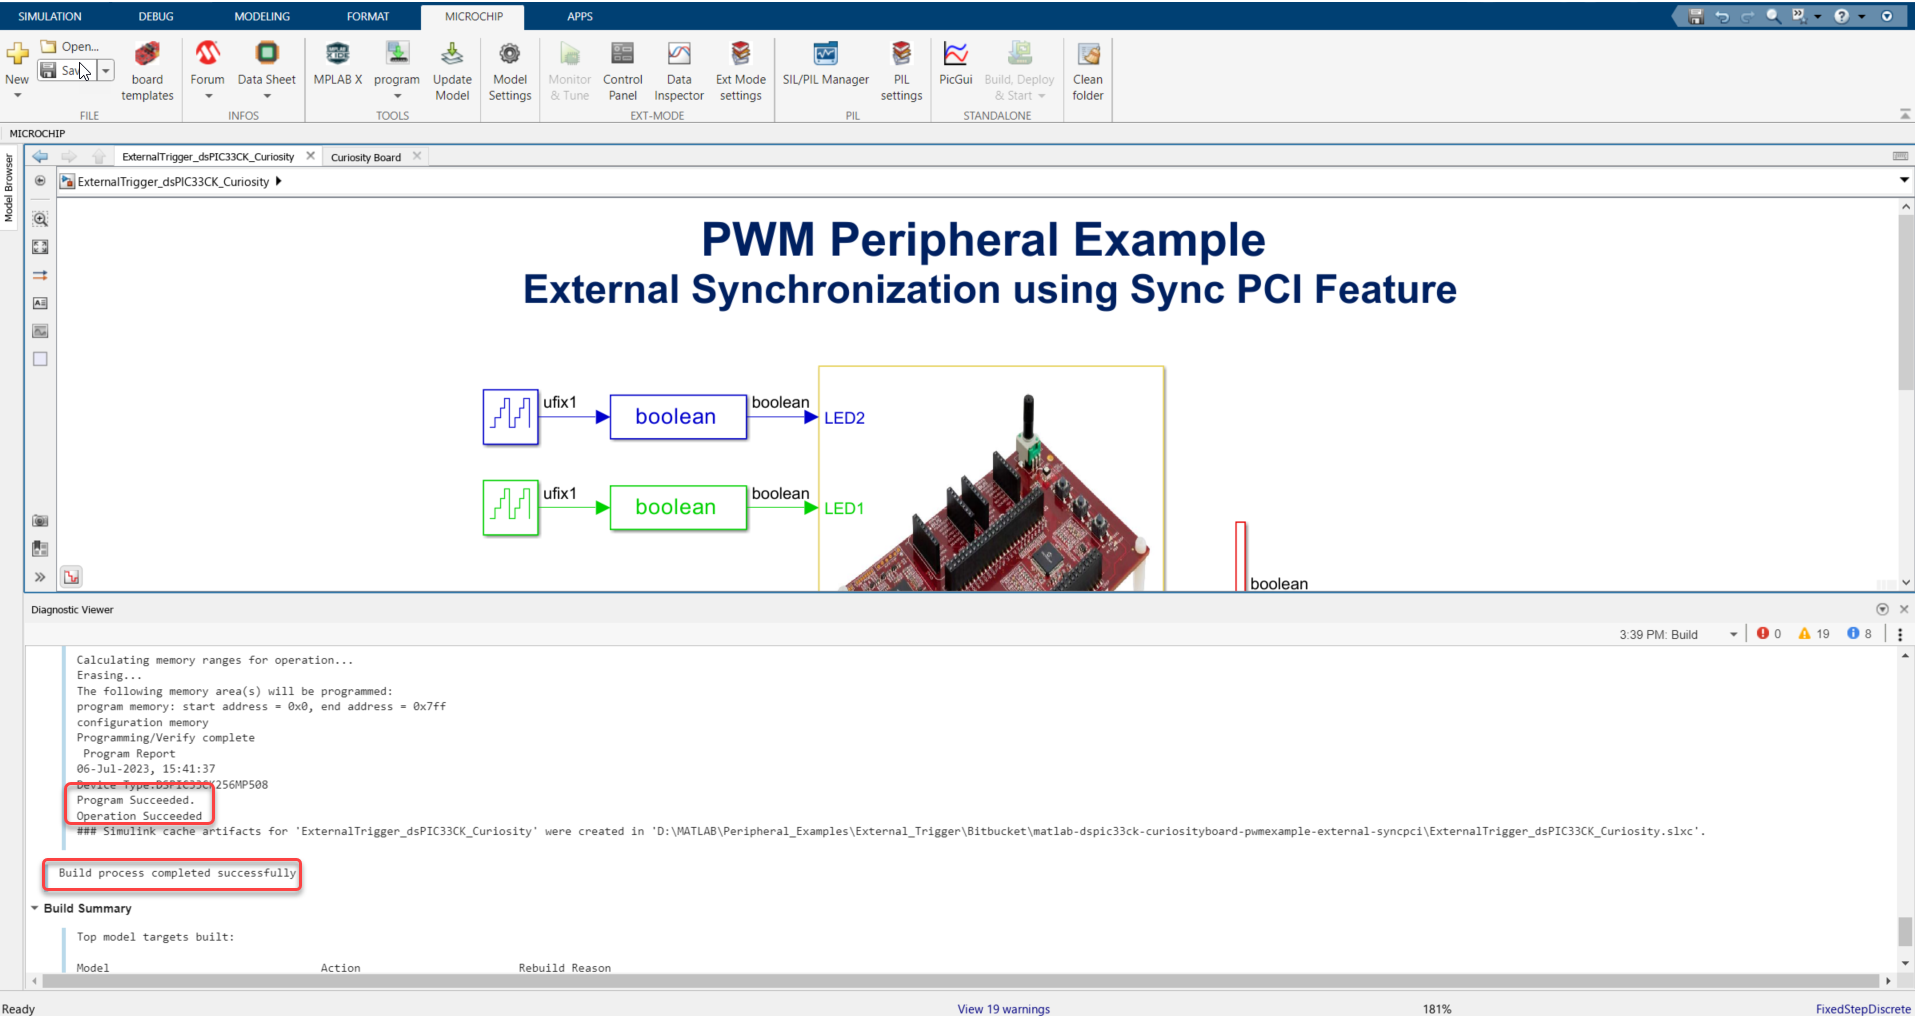 SIMULATION DEBUG MODELING FORMAT MICROCHIP APPS
New Open... board templates Forum Data Sheet MPLAB X program Update Model Model Settings Monitor & Tune Control Panel Data Inspector Ext Mode settings SIL/PIL Manager PIL settings PicGui Build, Deploy & Start Clean folder
FILE INFOS TOOLS EXT-MODE PIL STANDALONE
MICROCHIP
Model Browser
ExternalTrigger_dsPIC33CK_Curiosity Curiosity Board
ExternalTrigger_dsPIC33CK_Curiosity
PWM Peripheral Example
External Synchronization using Sync PCI Feature
ufix1 boolean boolean LED2
ufix1 boolean boolean LED1
boolean
Diagnostic Viewer
3:39 PM: Build 0 19 8
Calculating memory ranges for operation...
Erasing...
The following memory area(s) will be programmed:
program memory: start address = 0x0, end address = 0x7ff
configuration memory
Programming/Verify complete
Program Report
06-Jul-2023, 15:41:37
Device Type:DSPIC33CK256MP508
Program Succeeded.
Operation Succeeded
### Simulink cache artifacts for 'ExternalTrigger_dsPIC33CK_Curiosity' were created in 'D:\MATLAB\Peripheral_Examples\External_Trigger\Bitbucket\matlab-dspic33ck-curiosityboard-pwmexample-external-syncpci\ExternalTrigger_dsPIC33CK_Curiosity.slxc'.
Build process completed successfully
Build Summary
Top model targets built:
Model Action Rebuild Reason
Ready View 19 warnings 181% FixedStepDiscrete